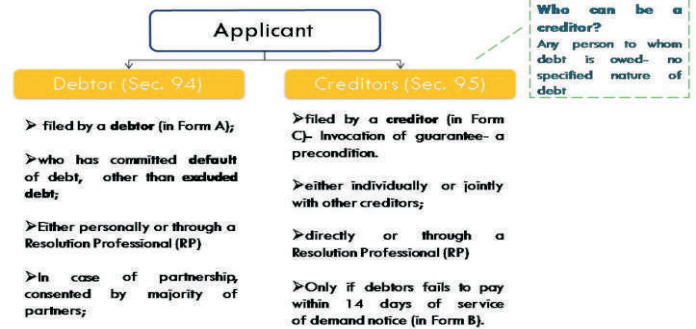 Applicant
Who can be a
creditor?
Any person to whom
debt is owed- no
specified nature of
debt
Debtor (Sec. 94)
➢ filed by a debtor (in Form A);
➢who has committed default
of debt, other than excluded
debt;
➢Either personally or through a
Resolution Professional (RP)
➢In case of partnership,
consented by majority of
partners;
Creditors (Sec. 95)
➢filed by a creditor (in Form
C)– Invocation of guarantee- a
precondition.
➢either individually or jointly
with other creditors;
➢directly or through a
Resolution Professional (RP)
➢Only if debtors fails to pay
within 14 days of service
of demand notice (in Form B).